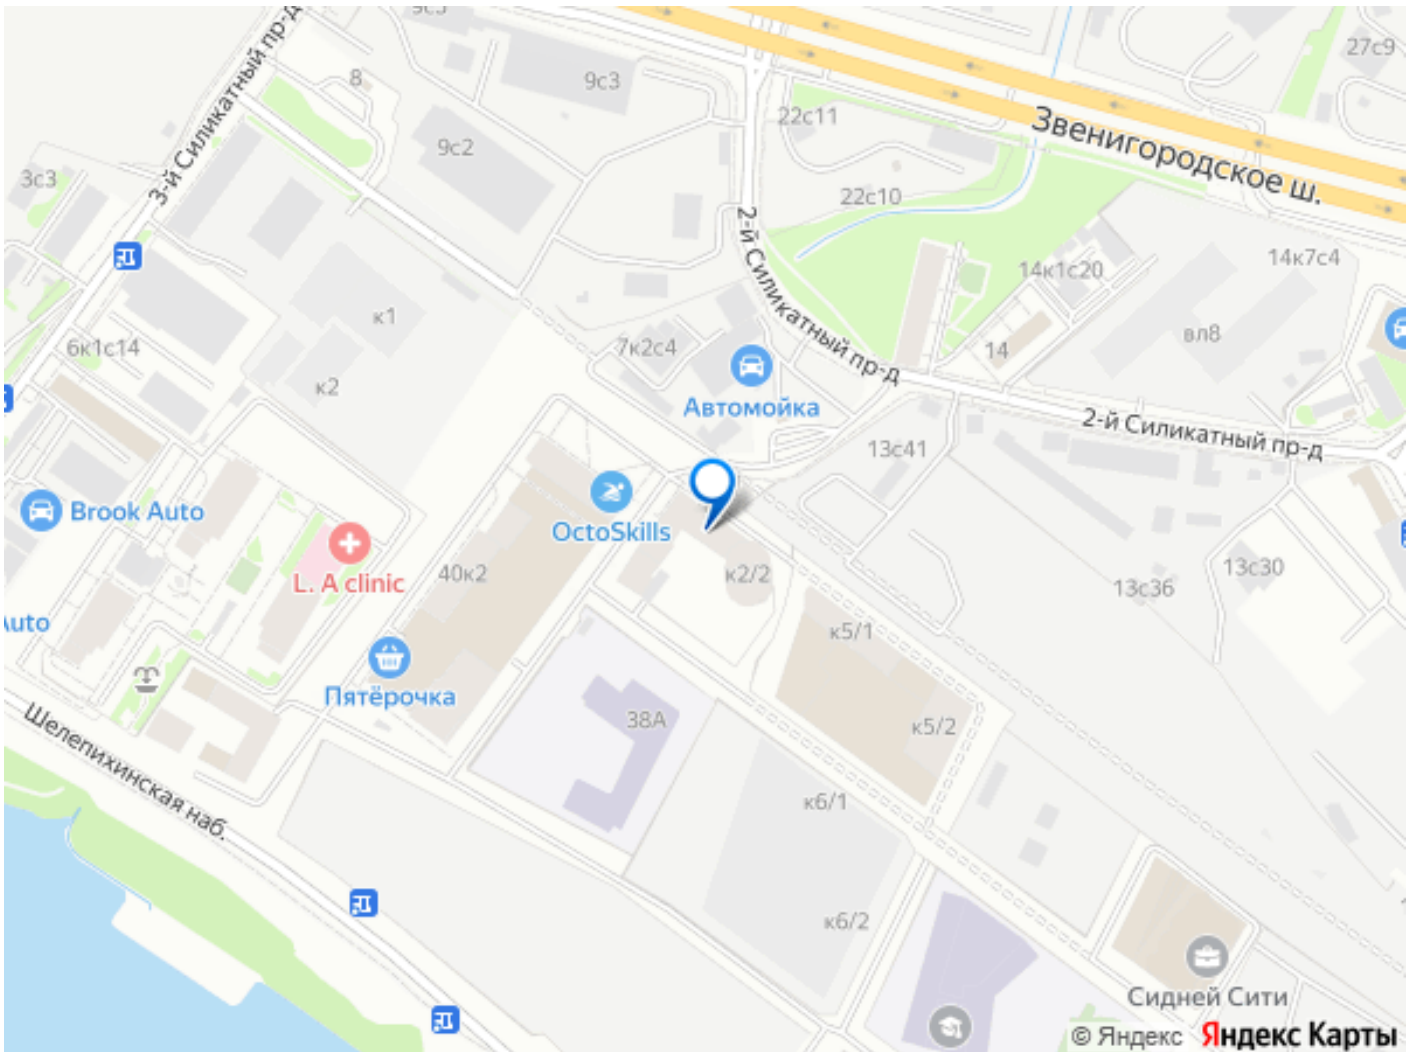 3-й Силикатный пр-д
9с3
8
27с9
22с11
Звенигородское ш.
9с2
3с3
22с10
2-й Силикатный пр-д
14к1с20
14к7с4
к1
вл8
6к1с14
7к2с4
14
к2
Автомойка
2-й Силикатный пр-д
13с41
Brook Auto
OctoSkills
L. A clinic
40к2
к2/2
13с30
13с36
Auto
к5/1
Пятёрочка
38А
к5/2
Шелепихинская наб.
к6/1
к6/2
Сидней Сити
© Яндекс Яндекс Карты